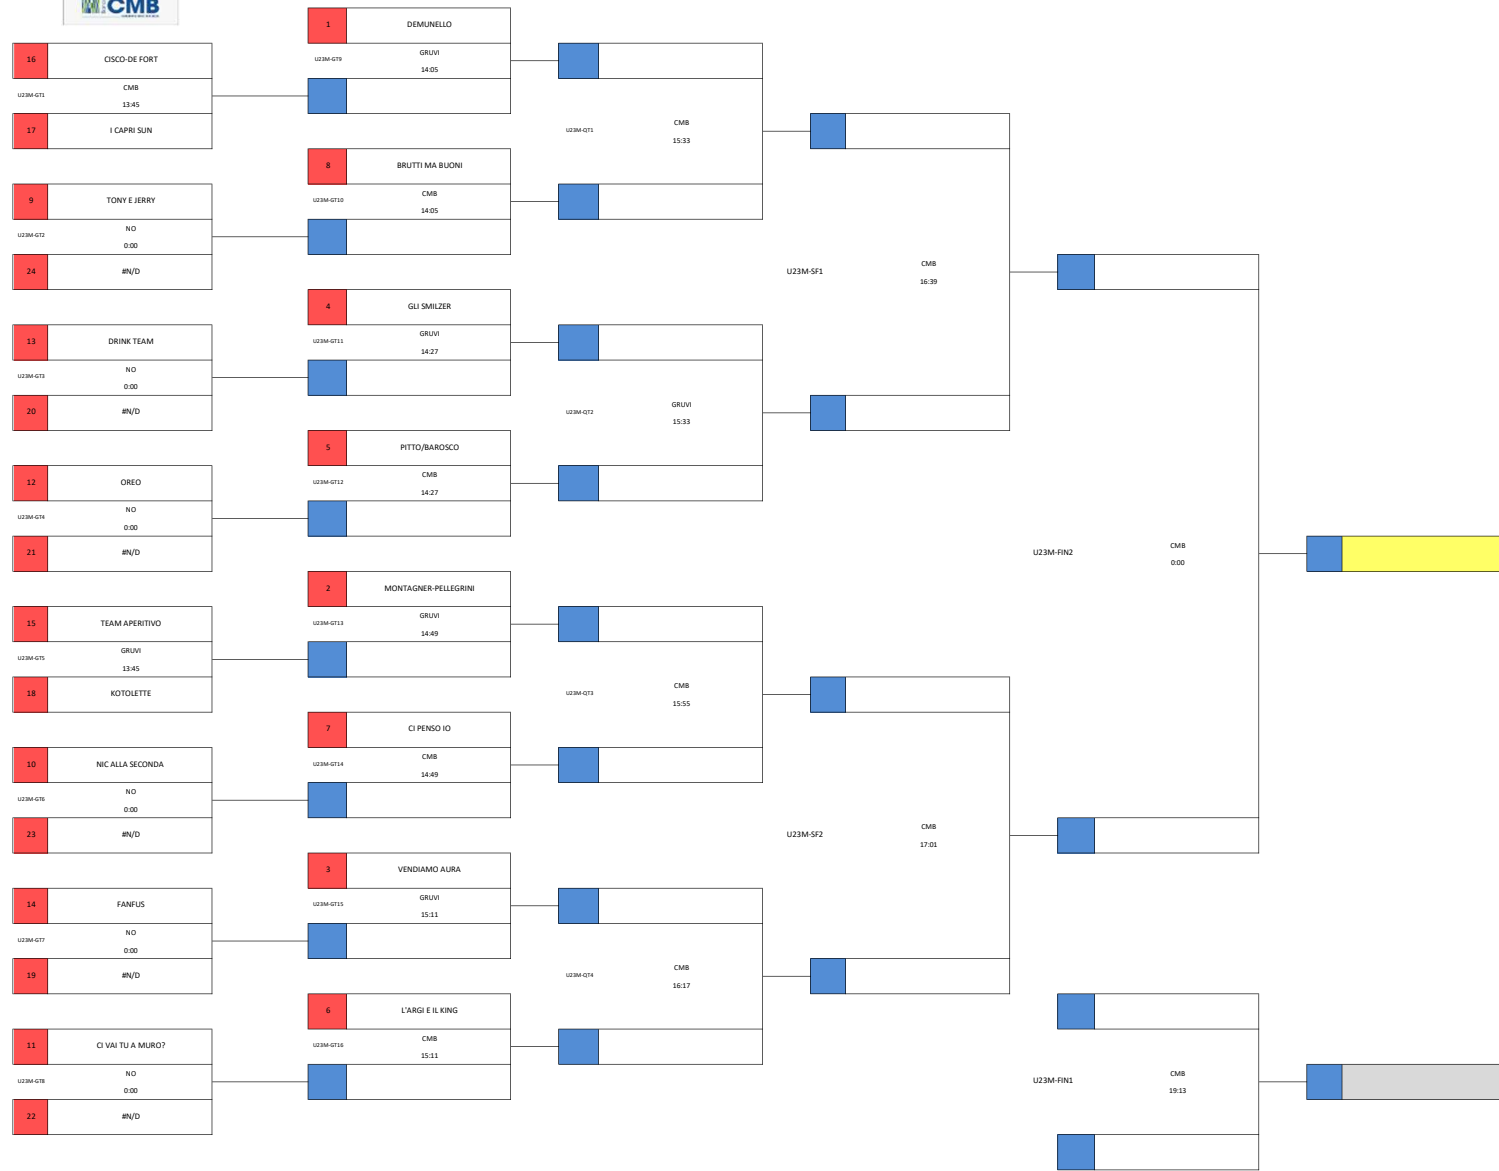 CMB
16
CISCO-DE FORT
U23M-GT1
CMB
13:45
17
I CAPRI SUN
9
TONY E JERRY
U23M-GT2
NO
0:00
24
#N/D
13
DRINK TEAM
U23M-GT3
NO
0:00
20
#N/D
12
OREO
U23M-GT4
NO
0:00
21
#N/D
15
TEAM APERITIVO
U23M-GT5
GRUVI
13:45
18
KOTOLETTE
10
NIC ALLA SECONDA
U23M-GT6
NO
0:00
23
#N/D
14
FANFUS
U23M-GT7
NO
0:00
19
#N/D
11
CI VAI TU A MURO?
U23M-GT8
NO
0:00
22
#N/D
1
DEMUNELLO
U23M-GT9
GRUVI
14:05
8
BRUTTI MA BUONI
U23M-GT10
CMB
14:05
4
GLI SMILZER
U23M-GT11
GRUVI
14:27
5
PITTO/BAROSCO
U23M-GT12
CMB
14:27
2
MONTAGNER-PELLEGRINI
U23M-GT13
GRUVI
14:49
7
CI PENSO IO
U23M-GT14
CMB
14:49
3
VENDIAMO AURA
U23M-GT15
GRUVI
15:11
6
L'ARGI E IL KING
U23M-GT16
CMB
15:11
U23M-QT1
CMB
15:33
U23M-QT2
GRUVI
15:33
U23M-QT3
CMB
15:55
U23M-QT4
CMB
16:17
U23M-SF1
CMB
16:39
U23M-SF2
CMB
17:01
U23M-FIN2
CMB
0:00
U23M-FIN1
CMB
19:13